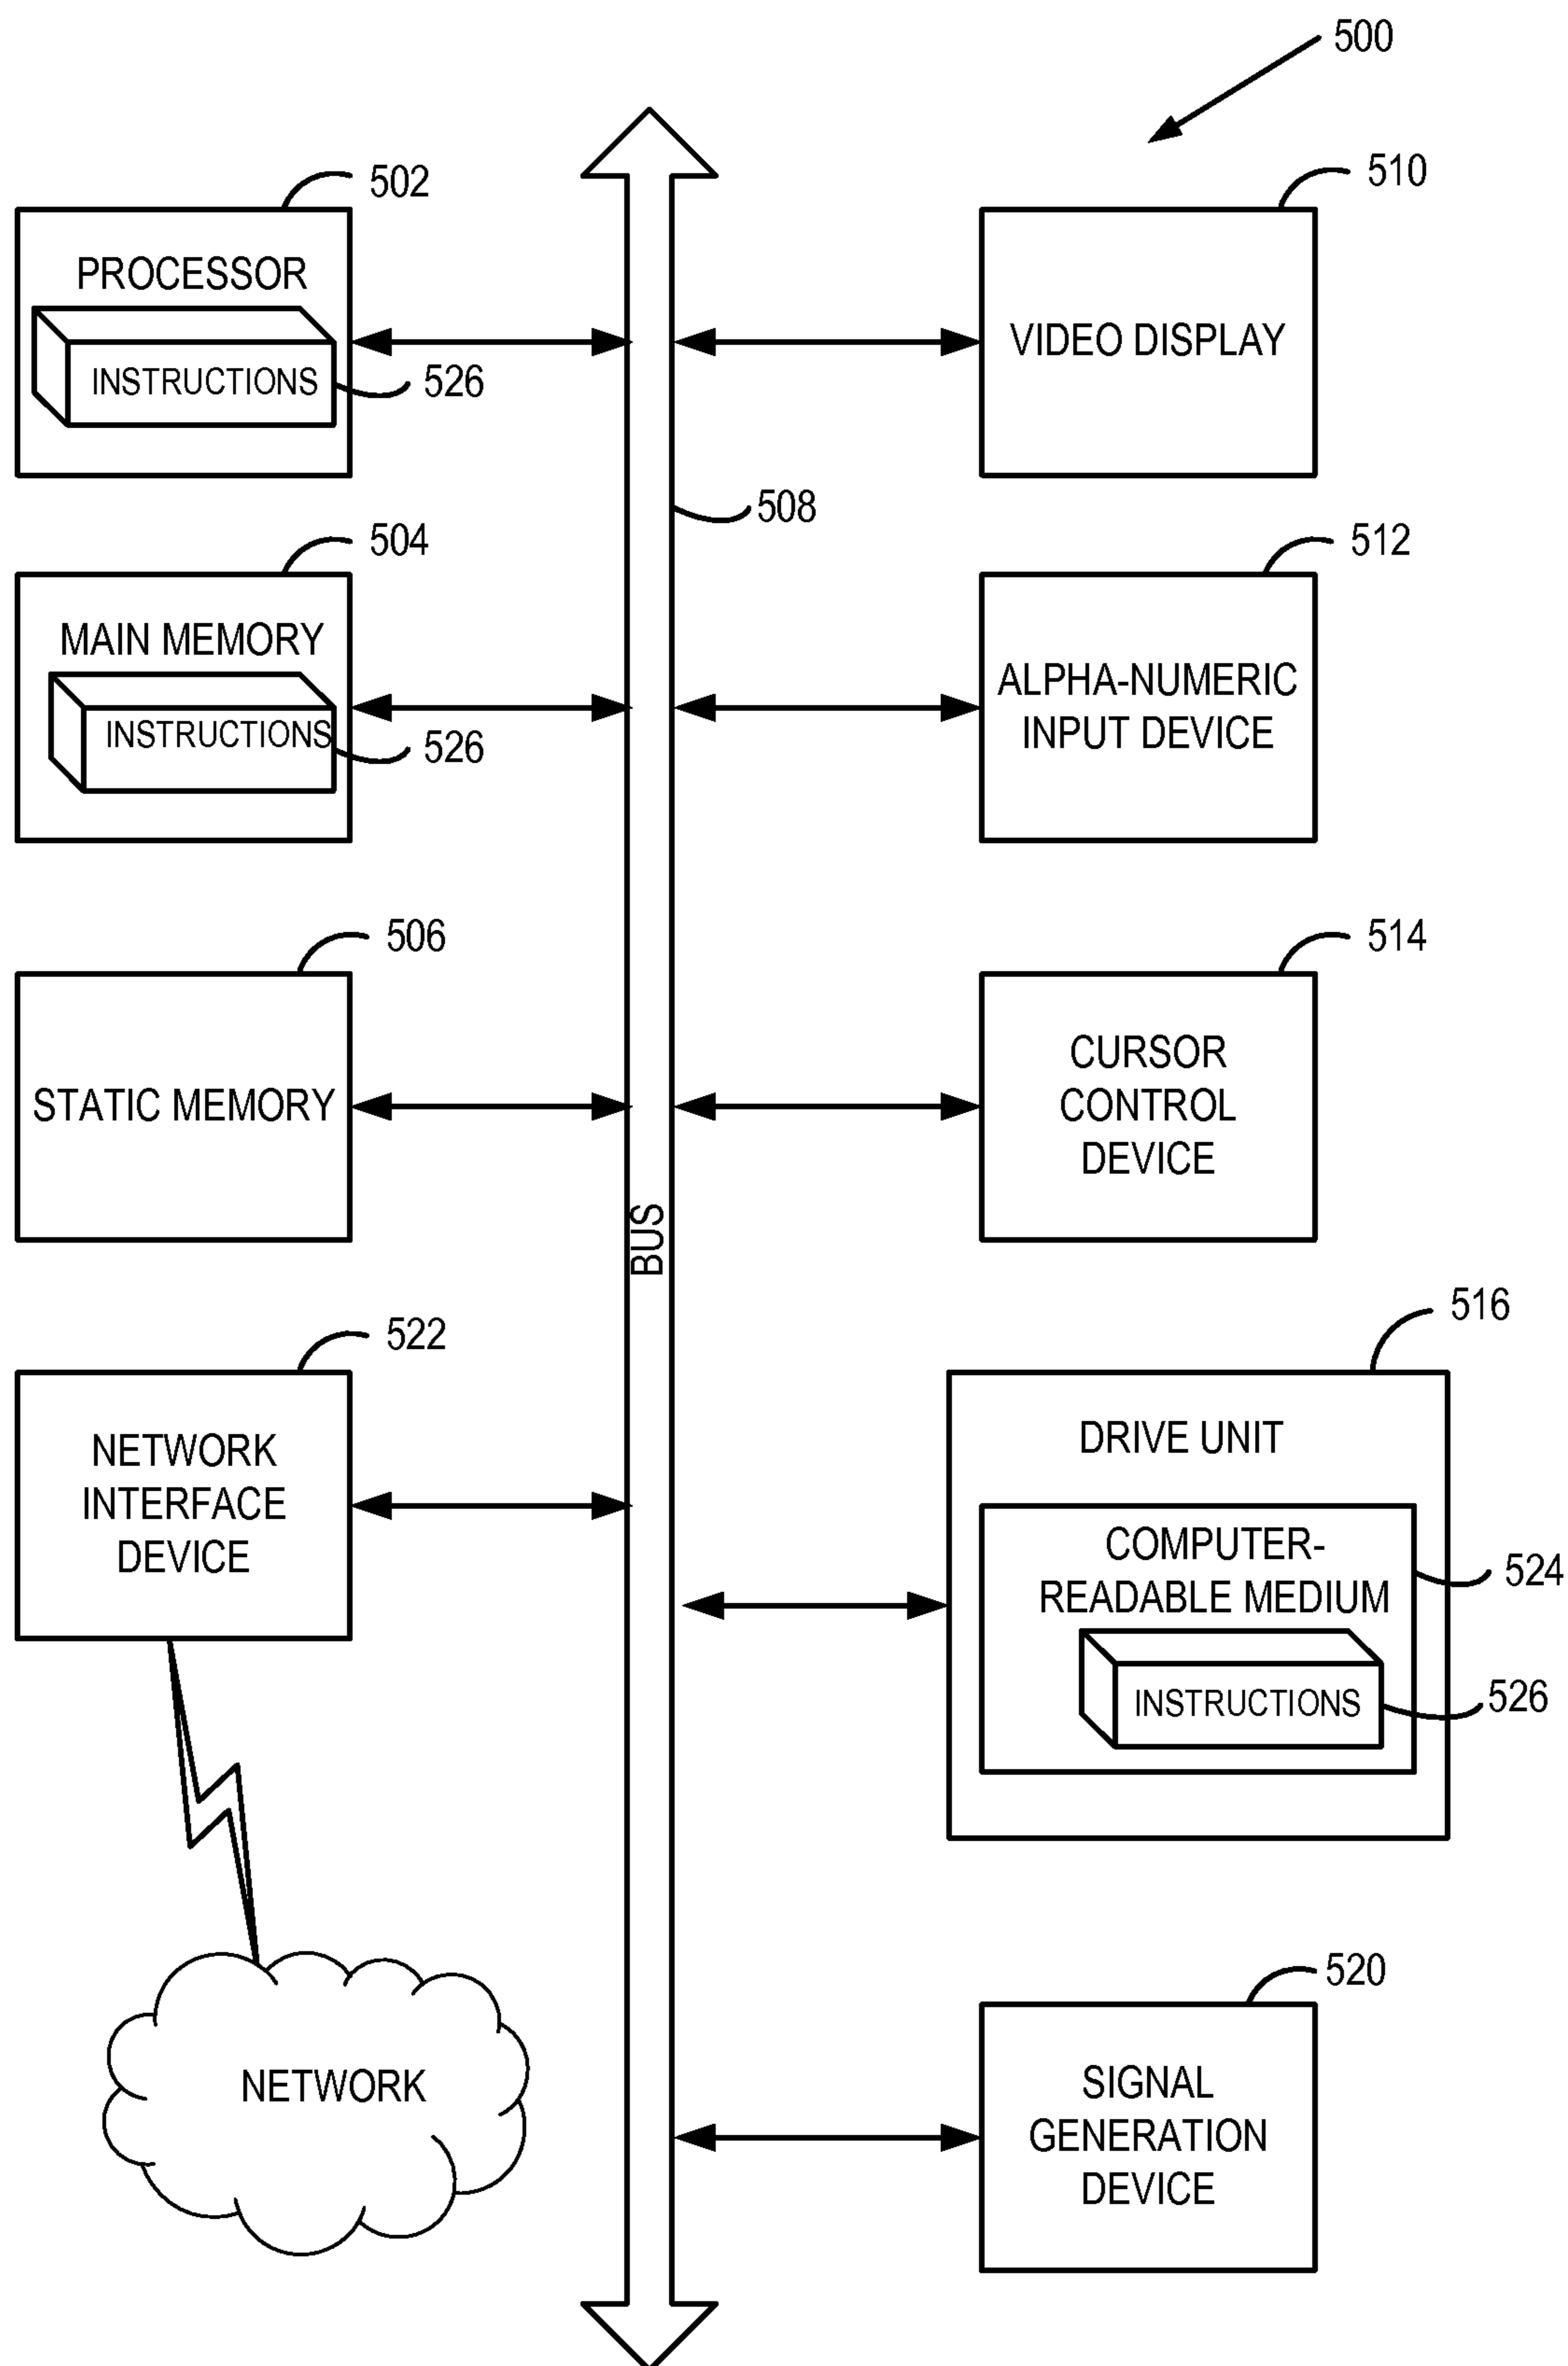 500
502
PROCESSOR
INSTRUCTIONS
526
510
VIDEO DISPLAY
508
504
MAIN MEMORY
INSTRUCTIONS
526
512
ALPHA-NUMERIC
INPUT DEVICE
506
STATIC MEMORY
514
CURSOR
CONTROL
DEVICE
BUS
522
NETWORK
INTERFACE
DEVICE
516
DRIVE UNIT
COMPUTER-
READABLE MEDIUM
524
INSTRUCTIONS
526
NETWORK
520
SIGNAL
GENERATION
DEVICE